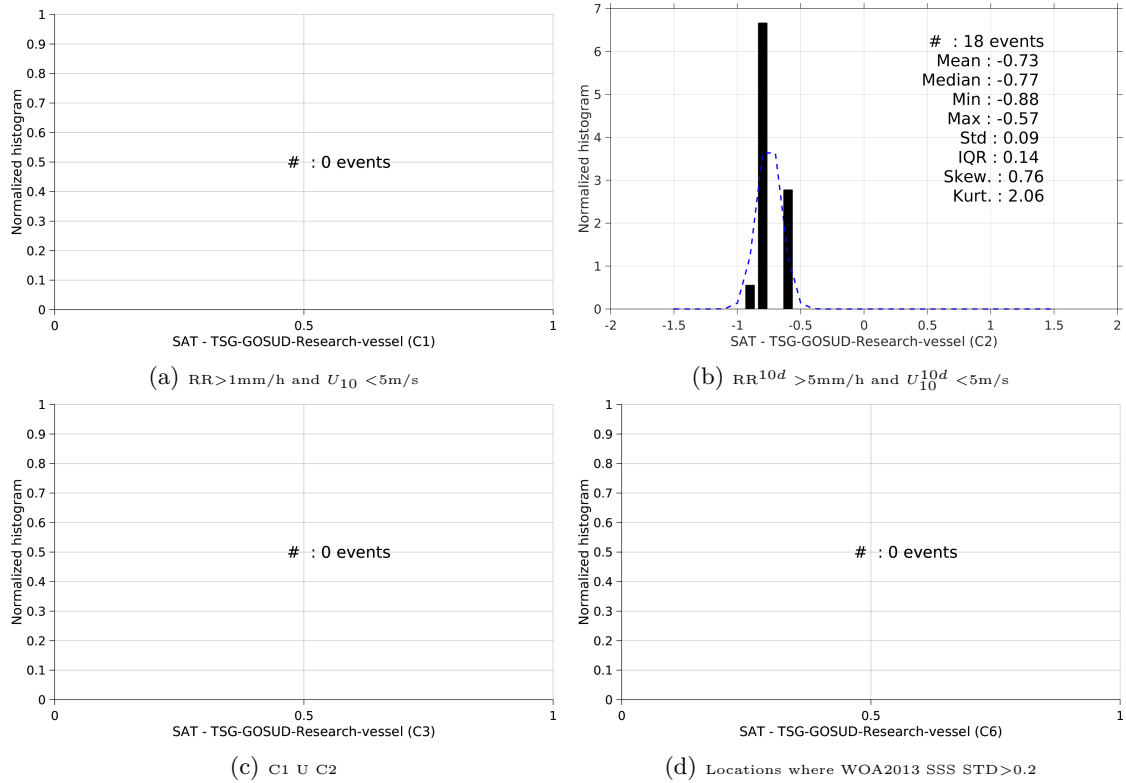 1
0.9
0.8
0.7
0.6
0.5
0.4
0.3
0.2
0.1
0
Normalized histogram
# : 0 events
0 0.5 1
SAT - TSG-GOSUD-Research-vessel (C1)
(a) RR>1mm/h and U10 <5m/s
7
6
5
4
3
2
1
0
Normalized histogram
# : 18 events
Mean : -0.73
Median : -0.77
Min : -0.88
Max : -0.57
Std : 0.09
IQR : 0.14
Skew. : 0.76
Kurt. : 2.06
-2 -1.5 -1 -0.5 0 0.5 1 1.5 2
SAT - TSG-GOSUD-Research-vessel (C2)
(b) RR^10d >5mm/h and U_10^10d <5m/s
1
0.9
0.8
0.7
0.6
0.5
0.4
0.3
0.2
0.1
0
Normalized histogram
# : 0 events
0 0.5 1
SAT - TSG-GOSUD-Research-vessel (C3)
(c) C1 U C2
1
0.9
0.8
0.7
0.6
0.5
0.4
0.3
0.2
0.1
0
Normalized histogram
# : 0 events
0 0.5 1
SAT - TSG-GOSUD-Research-vessel (C6)
(d) Locations where WOA2013 SSS STD>0.2